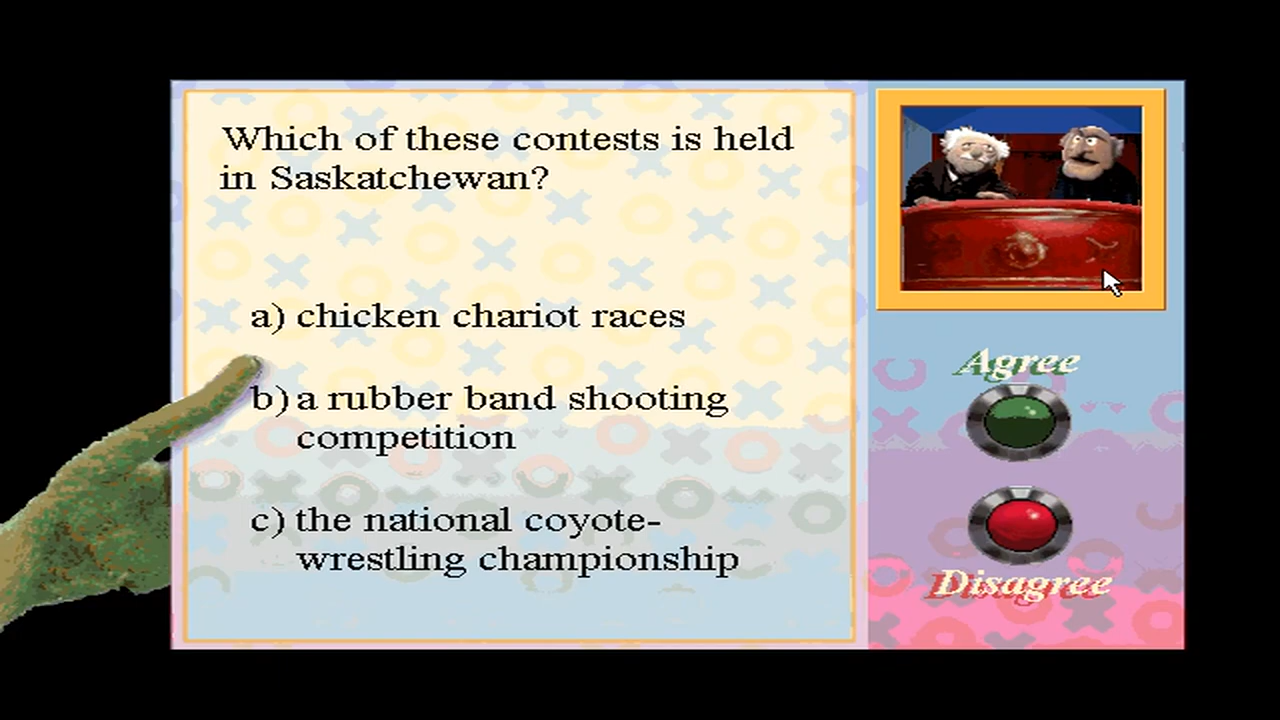 Which of these contests is held
in Saskatchewan?
a) chicken chariot races
b) a rubber band shooting
competition
c) the national coyote-
wrestling championship
Agree
Disagree